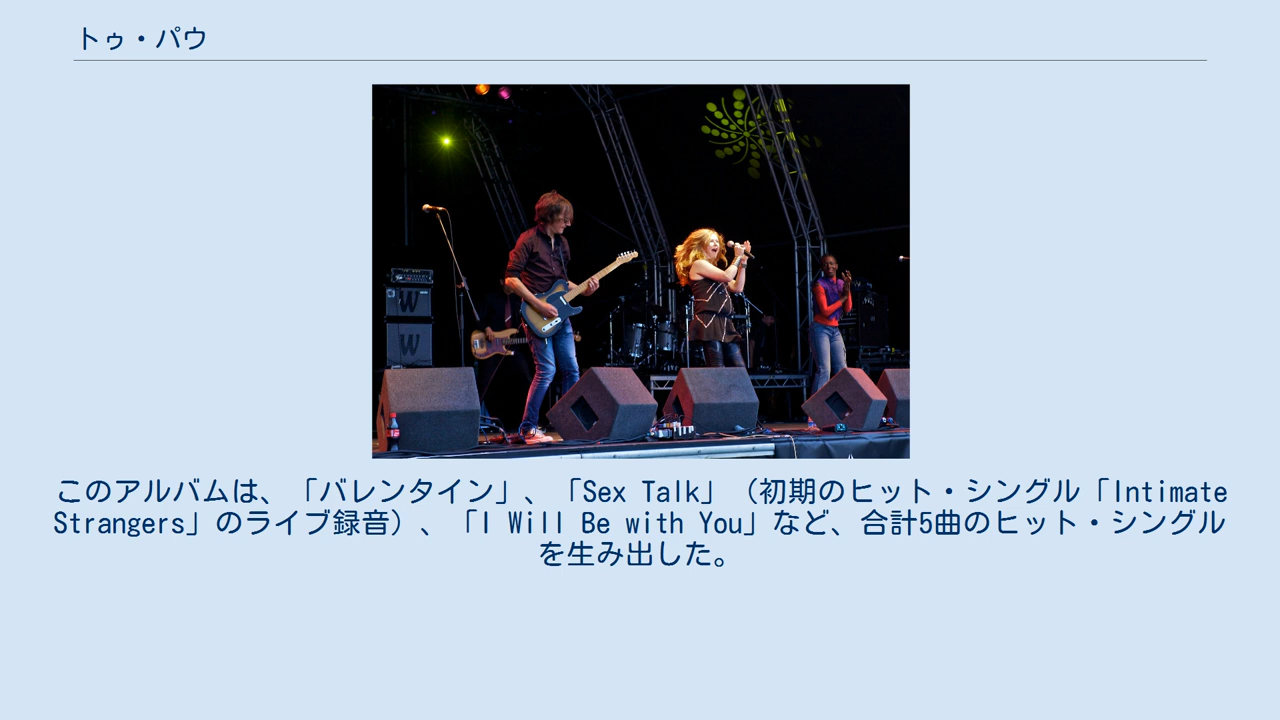 トゥ・パウ
W
W
このアルバムは、「バレンタイン」、「Sex Talk」（初期のヒット・シングル「Intimate
Strangers」のライブ録音）、「I Will Be with You」など、合計5曲のヒット・シングル
を生み出した。